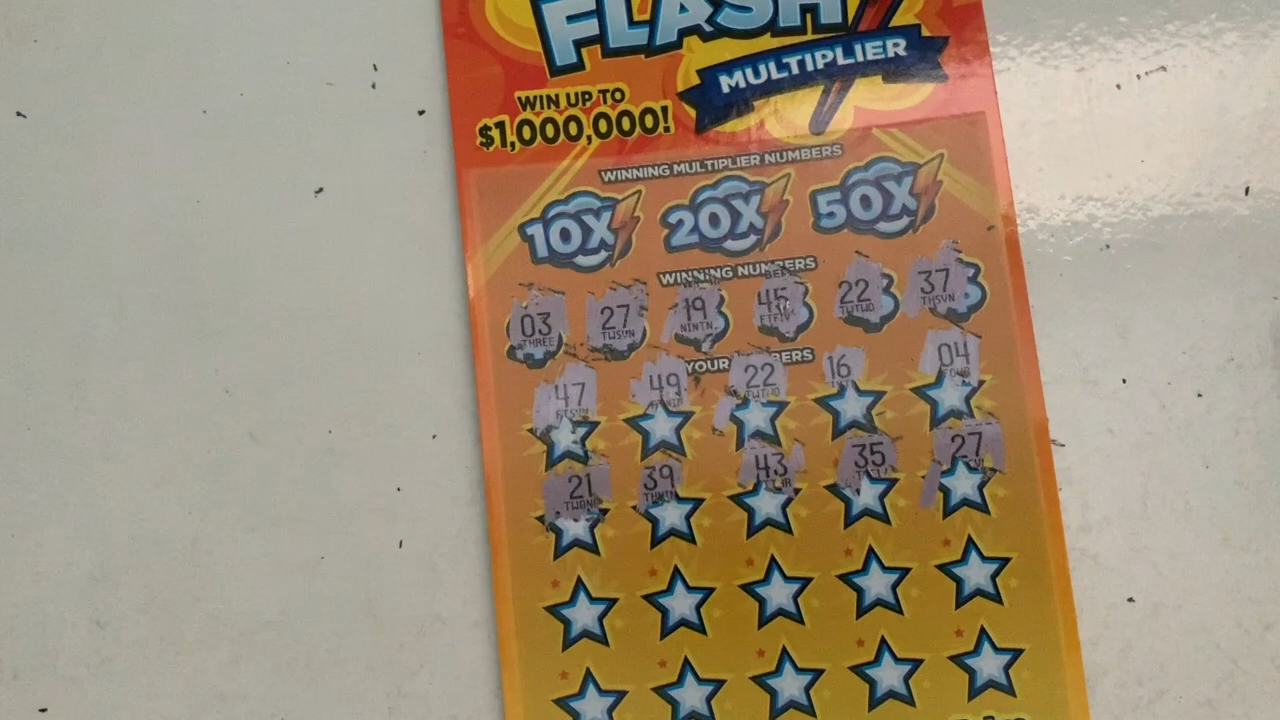 FLASH
MULTIPLIER
WIN UP TO
$1,000,000!
WINNING MULTIPLIER NUMBERS
10X 20X 50X
WINNING NUMBERS
03 27 19 45 22 37
THREE TWSVN NINTN FTFIV TWTWO THSVN
YOUR
47 49 22 16 04
21 39 43 35 27
TWONE